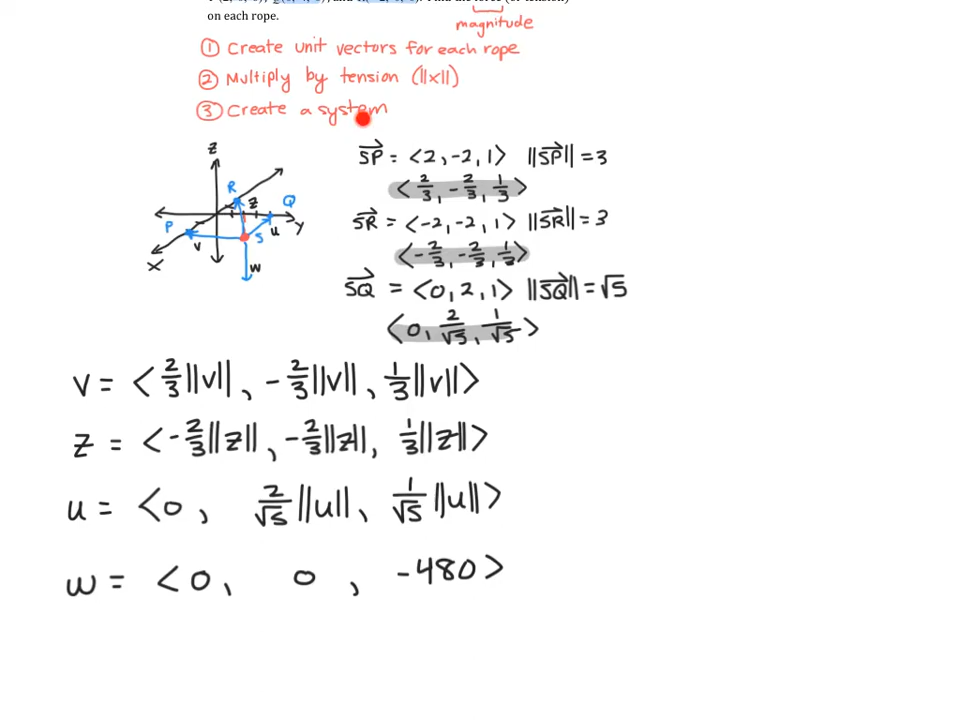 on each rope.
magnitude
① Create unit vectors for each rope
② Multiply by tension (||x||)
③ Create a system
Z
R
Z
Q
P
u
Y
V
S
X
W
SP = <2, -2, 1> ||SP|| = 3
<2/3, -2/3, 1/3>
SR = <-2, -2, 1> ||SR|| = 3
<-2/3, -2/3, 1/3>
SQ = <0, 2, 1> ||SQ|| = √5
<0, 2/√5, 1/√5>
v = <2/3||v||, -2/3||v||, 1/3||v||>
z = <-2/3||z||, -2/3||z||, 1/3||z||>
u = <0, 2/√5||u||, 1/√5||u||>
w = <0, 0, -480>